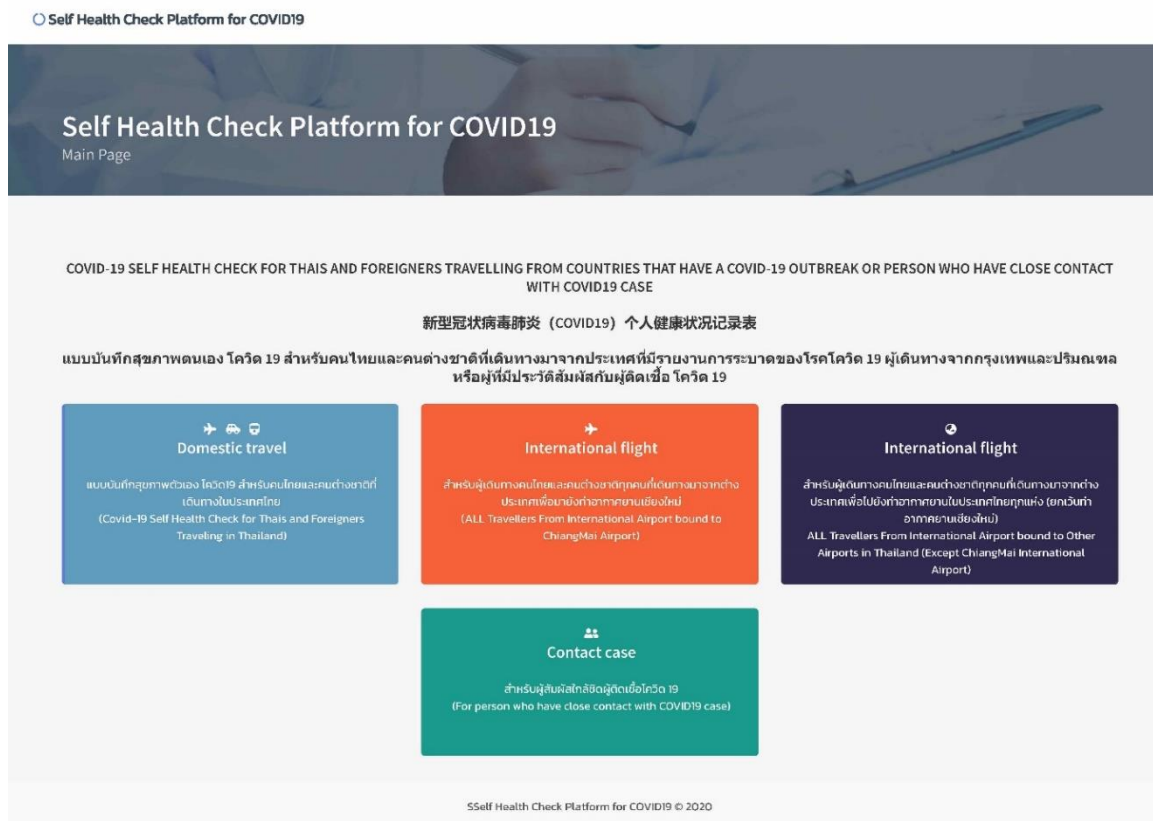 Self Health Check Platform for COVID19
Self Health Check Platform for COVID19
Main Page
COVID-19 SELF HEALTH CHECK FOR THAIS AND FOREIGNERS TRAVELLING FROM COUNTRIES THAT HAVE A COVID-19 OUTBREAK OR PERSON WHO HAVE CLOSE CONTACT
WITH COVID19 CASE
新型冠状病毒肺炎（COVID19）个人健康状况记录表
แบบบันทึกสุขภาพตนเอง โควิด 19 สำหรับคนไทยและคนต่างชาติที่เดินทางมาจากประเทศที่มีรายงานการระบาดของโรคโควิด 19 ผู้เดินทางจากกรุงเทพและปริมณฑล
หรือผู้ที่มีประวัติสัมผัสกับผู้ติดเชื้อ โควิด 19
Domestic travel
แบบบันทึกสุขภาพตัวเอง โควิด19 สำหรับคนไทยและคนต่างชาติที่
เดินทางในประเทศไทย
(Covid-19 Self Health Check for Thais and Foreigners
Traveling in Thailand)
International flight
สำหรับผู้เดินทางคนไทยและคนต่างชาติทุกคนที่เดินทางมาจากต่าง
ประเทศเพื่อมายังท่าอากาศยานเชียงใหม่
(ALL Travellers From International Airport bound to
ChiangMai Airport)
International flight
สำหรับผู้เดินทางคนไทยและคนต่างชาติทุกคนที่เดินทางมาจากต่าง
ประเทศเพื่อไปยังท่าอากาศยานในประเทศไทยทุกแห่ง (ยกเว้นท่า
อากาศยานเชียงใหม่)
ALL Travellers From International Airport bound to Other
Airports in Thailand (Except ChiangMai International
Airport)
Contact case
สำหรับผู้สัมผัสใกล้ชิดผู้ติดเชื้อโควิด 19
(For person who have close contact with COVID19 case)
SSelf Health Check Platform for COVID19 © 2020